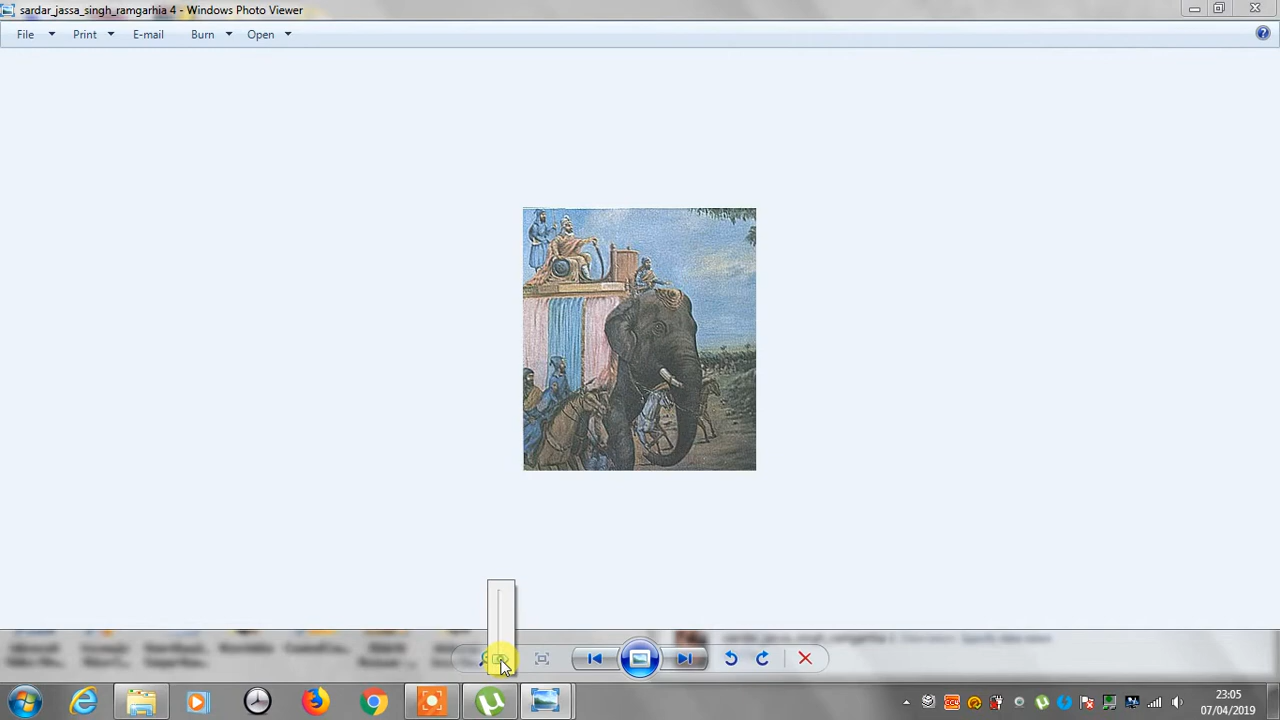 sardar_jassa_singh_ramgarhia 4 - Windows Photo Viewer
File Print E-mail Burn Open
23:05
07/04/2019